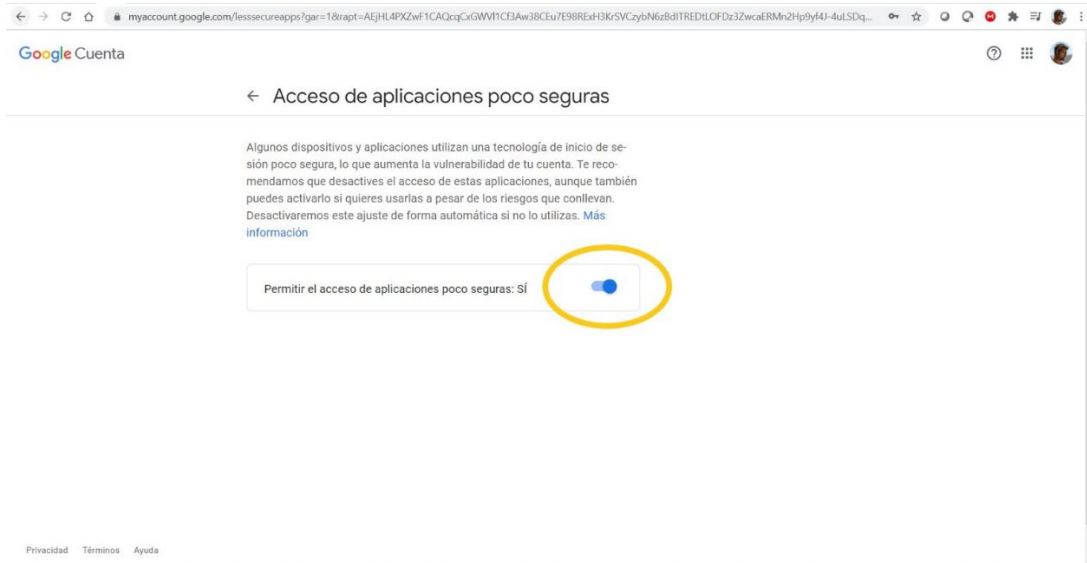 myaccount.google.com/lesssecureapps?gar=1&rapt=AEjHL4PXZwF1CAQcqCxGWVl1Cf3Aw38CEu7E98RExH3KrSVCzybN6zBdITREDtLOFDz3ZwcaERMn2Hp9yf4J-4uLSDq...
Google Cuenta
Acceso de aplicaciones poco seguras
Algunos dispositivos y aplicaciones utilizan una tecnología de inicio de se-
sión poco segura, lo que aumenta la vulnerabilidad de tu cuenta. Te reco-
mendamos que desactives el acceso de estas aplicaciones, aunque también
puedes activarlo si quieres usarlas a pesar de los riesgos que conllevan.
Desactivaremos este ajuste de forma automática si no lo utilizas. Más
información
Permitir el acceso de aplicaciones poco seguras: SÍ
Privacidad Términos Ayuda